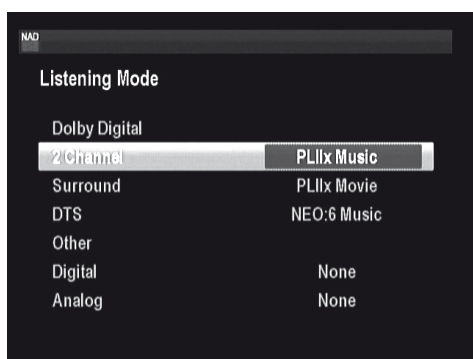 NAD
Listening Mode
Dolby Digital
2 Channel PLIIx Music
Surround PLIIx Movie
DTS NEO:6 Music
Other
Digital None
Analog None